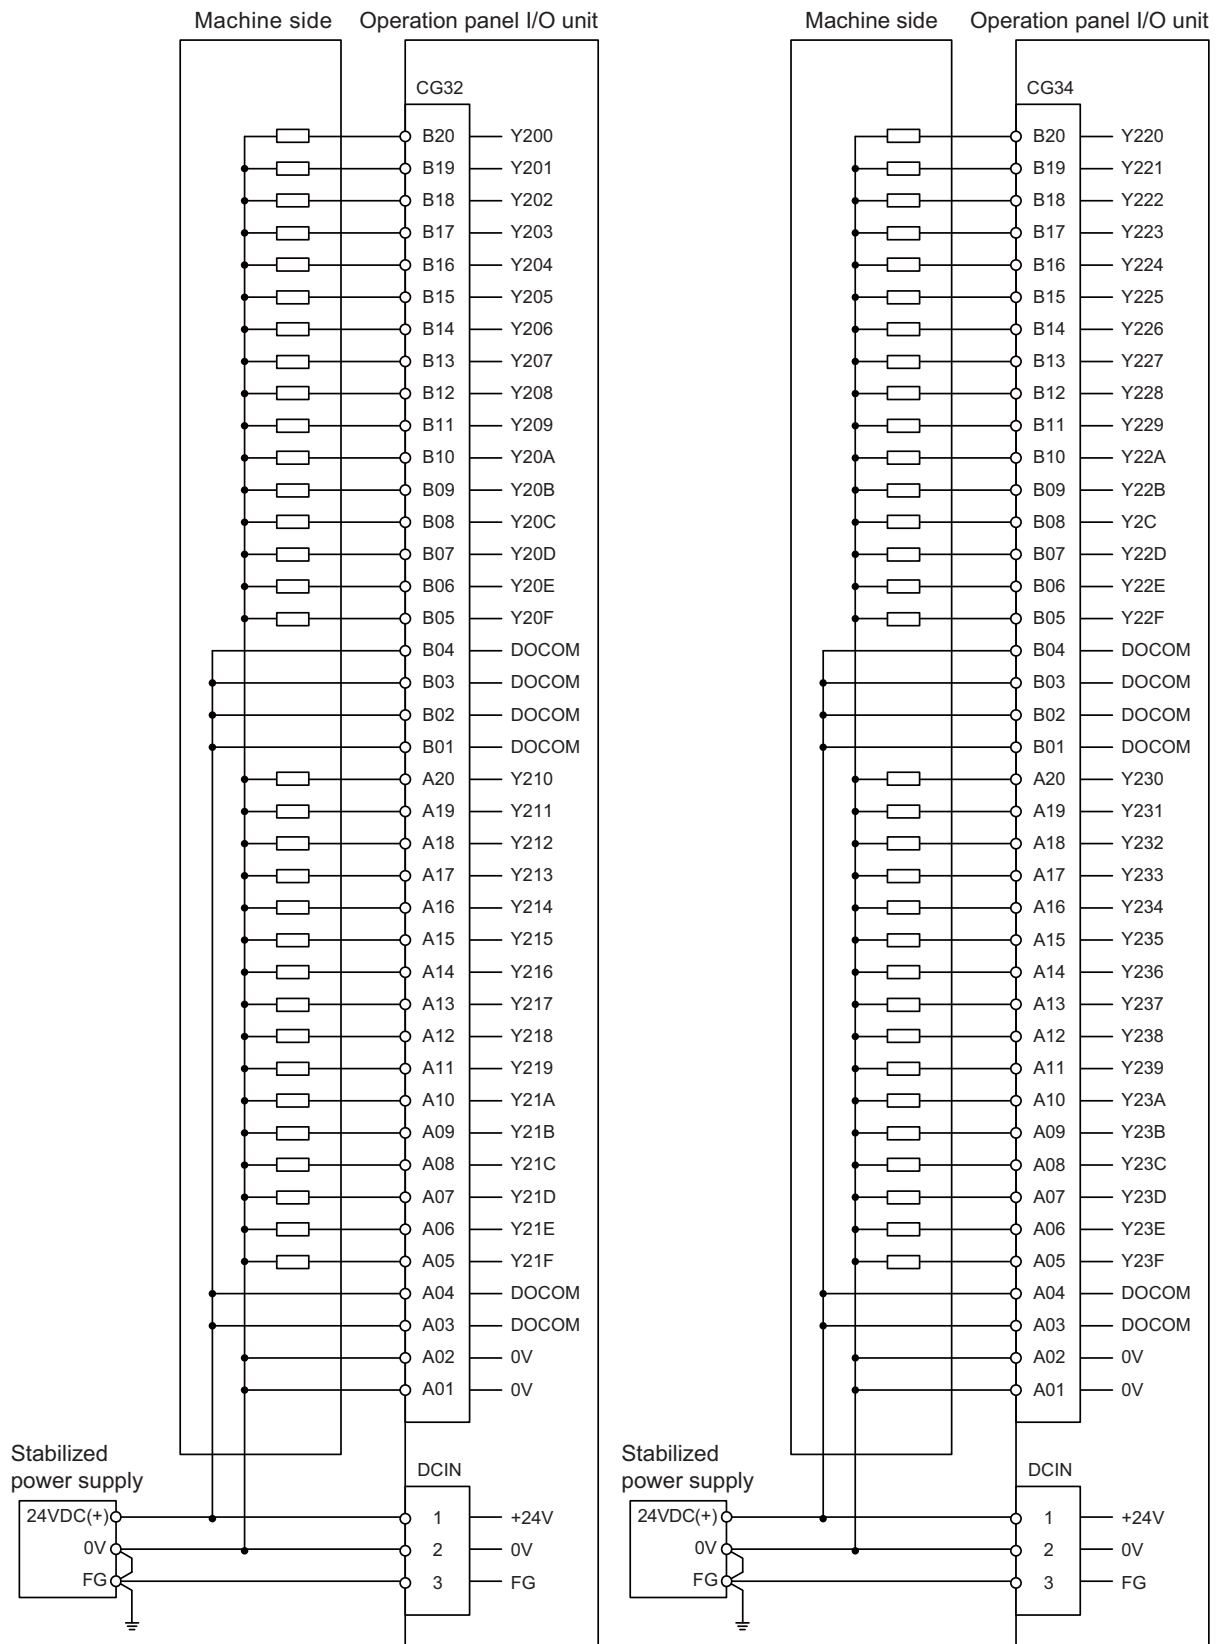 Machine side Operation panel I/O unit
CG32
B20 Y200
B19 Y201
B18 Y202
B17 Y203
B16 Y204
B15 Y205
B14 Y206
B13 Y207
B12 Y208
B11 Y209
B10 Y20A
B09 Y20B
B08 Y20C
B07 Y20D
B06 Y20E
B05 Y20F
B04 DOCOM
B03 DOCOM
B02 DOCOM
B01 DOCOM
A20 Y210
A19 Y211
A18 Y212
A17 Y213
A16 Y214
A15 Y215
A14 Y216
A13 Y217
A12 Y218
A11 Y219
A10 Y21A
A09 Y21B
A08 Y21C
A07 Y21D
A06 Y21E
A05 Y21F
A04 DOCOM
A03 DOCOM
A02 0V
A01 0V
Stabilized
power supply
DCIN
24VDC(+) 1 +24V
0V 2 0V
FG 3 FG
Machine side Operation panel I/O unit
CG34
B20 Y220
B19 Y221
B18 Y222
B17 Y223
B16 Y224
B15 Y225
B14 Y226
B13 Y227
B12 Y228
B11 Y229
B10 Y22A
B09 Y22B
B08 Y2C
B07 Y22D
B06 Y22E
B05 Y22F
B04 DOCOM
B03 DOCOM
B02 DOCOM
B01 DOCOM
A20 Y230
A19 Y231
A18 Y232
A17 Y233
A16 Y234
A15 Y235
A14 Y236
A13 Y237
A12 Y238
A11 Y239
A10 Y23A
A09 Y23B
A08 Y23C
A07 Y23D
A06 Y23E
A05 Y23F
A04 DOCOM
A03 DOCOM
A02 0V
A01 0V
Stabilized
power supply
DCIN
24VDC(+) 1 +24V
0V 2 0V
FG 3 FG